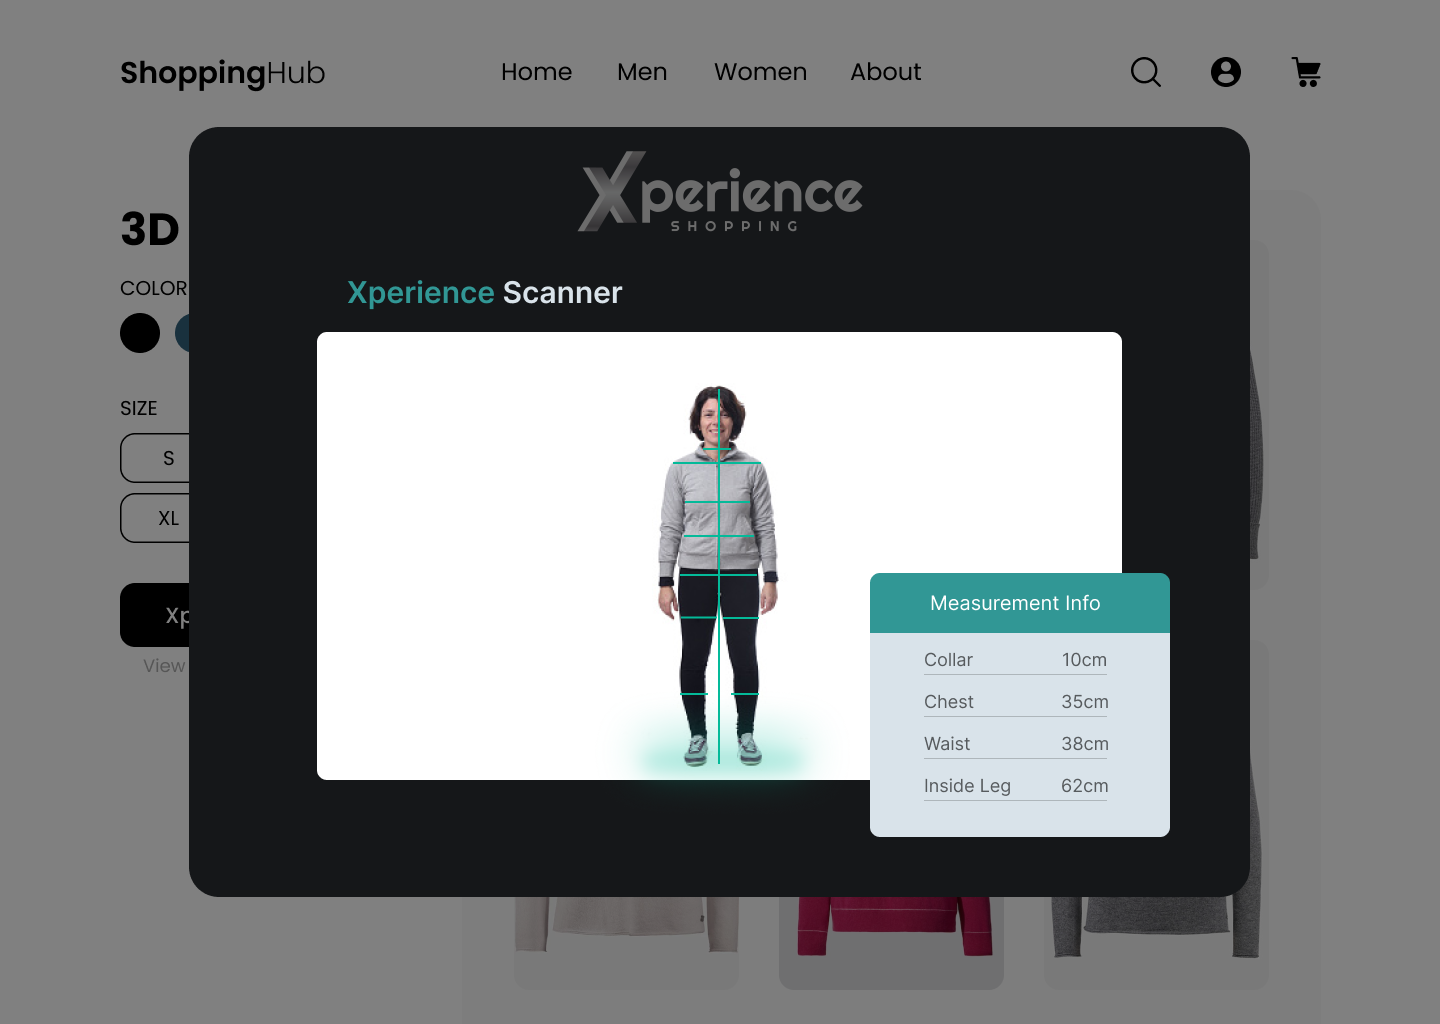 ShoppingHub
Home Men Women About
Xperience
SHOPPING
3D
COLOR
SIZE
S
XL
Xp
View
Xperience Scanner
Measurement Info
Collar 10cm
Chest 35cm
Waist 38cm
Inside Leg 62cm